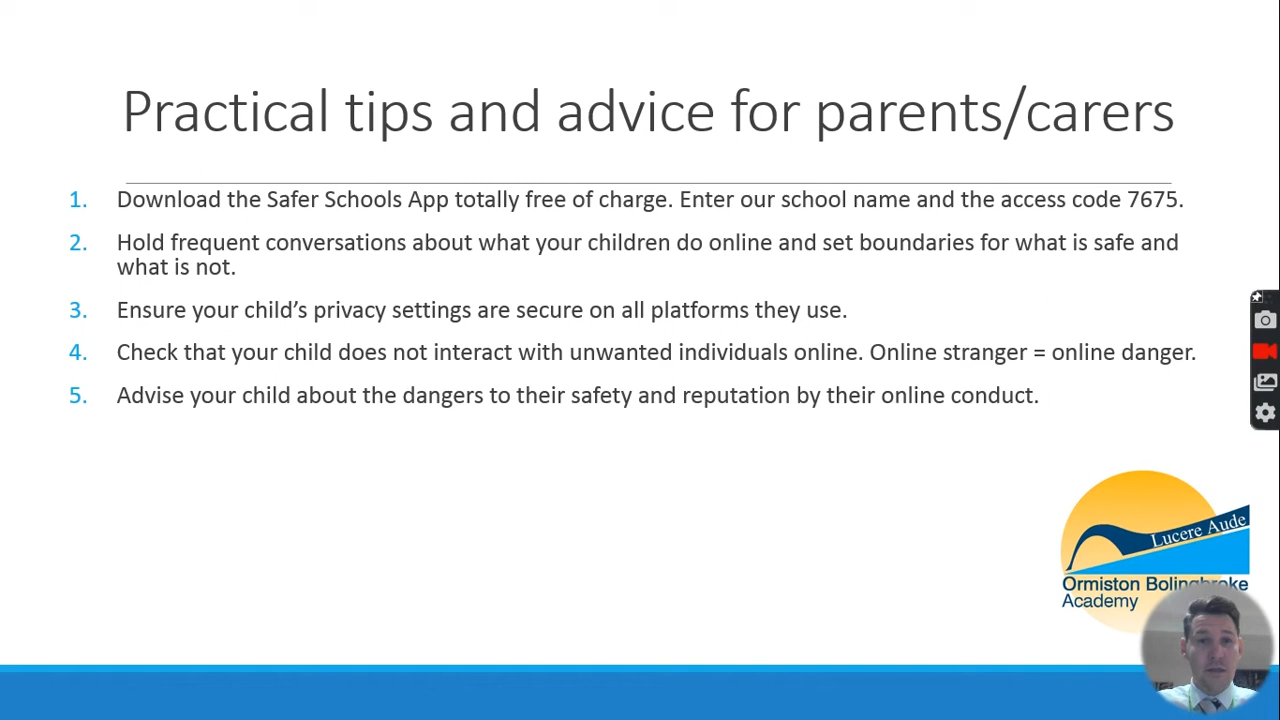 Practical tips and advice for parents/carers
1. Download the Safer Schools App totally free of charge. Enter our school name and the access code 7675.
2. Hold frequent conversations about what your children do online and set boundaries for what is safe and
what is not.
3. Ensure your child’s privacy settings are secure on all platforms they use.
4. Check that your child does not interact with unwanted individuals online. Online stranger = online danger.
5. Advise your child about the dangers to their safety and reputation by their online conduct.
Lucere Aude
Ormiston Bolingbroke
Academy